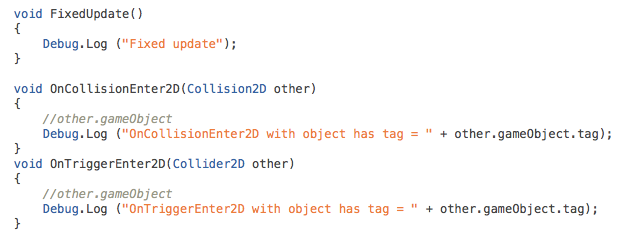 void FixedUpdate()
{
    Debug.Log ("Fixed update");
}
void OnCollisionEnter2D(Collision2D other)
{
    //other.gameObject
    Debug.Log ("OnCollisionEnter2D with object has tag = " + other.gameObject.tag);
}
void OnTriggerEnter2D(Collider2D other)
{
    //other.gameObject
    Debug.Log ("OnTriggerEnter2D with object has tag = " + other.gameObject.tag);
}